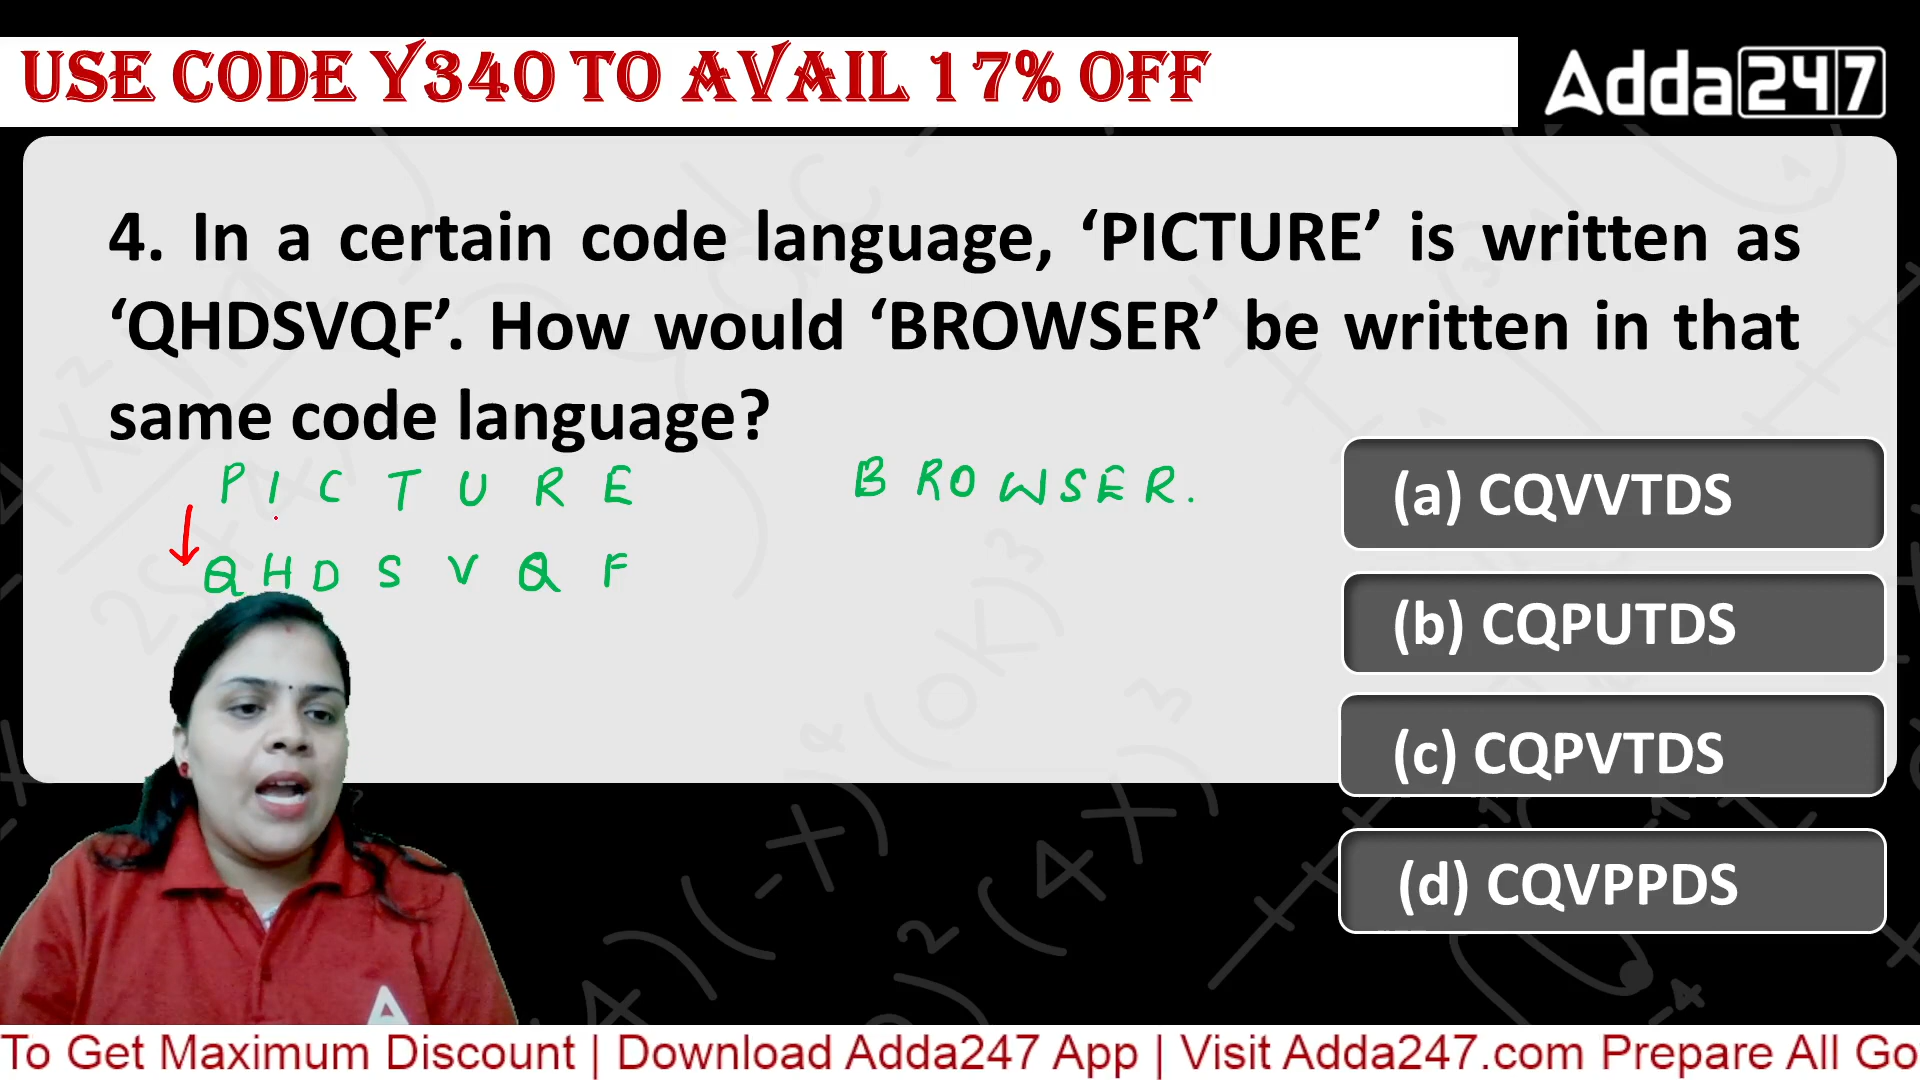 USE CODE Y340 TO AVAIL 17% OFF
Adda247
4. In a certain code language, ‘PICTURE’ is written as
‘QHDSVQF’. How would ‘BROWSER’ be written in that
same code language?
P I C T U R E
B R O W S E R.
Q H D S V Q F
(a) CQVVTDS
(b) CQPUTDS
(c) CQPVTDS
(d) CQVPPDS
To Get Maximum Discount | Download Adda247 App | Visit Adda247.com Prepare All Go